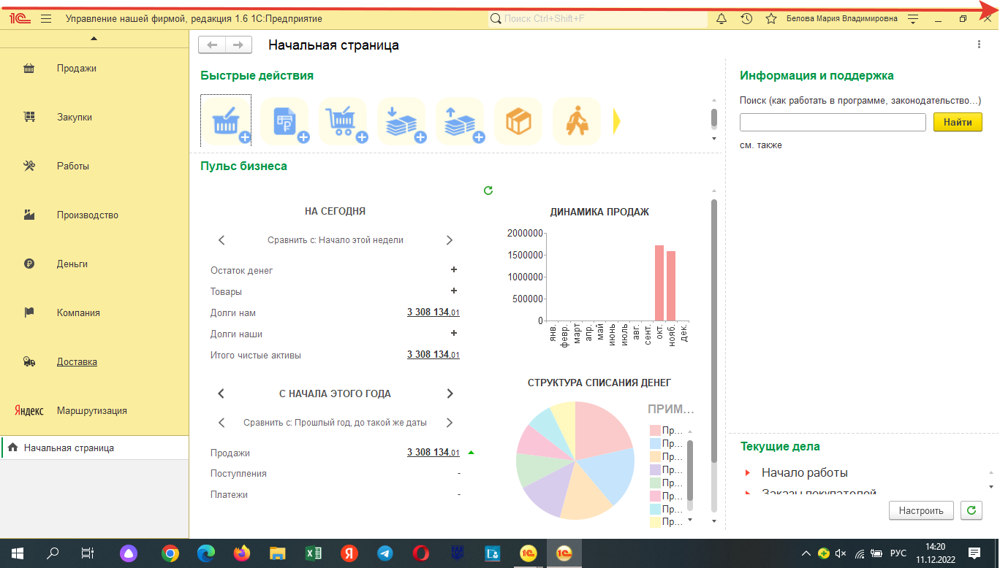 1С Управление нашей фирмой, редакция 1.6 1С:Предприятие Поиск Ctrl+Shift+F Белова Мария Владимировна
Продажи
Закупки
Работы
Производство
Деньги
Компания
Доставка
Яндекс Маршрутизация
Начальная страница
Начальная страница
Быстрые действия
Пульс бизнеса
НА СЕГОДНЯ
Сравнить с: Начало этой недели
Остаток денег +
Товары +
Долги нам 3 308 134,01
Долги наши +
Итого чистые активы 3 308 134,01
С НАЧАЛА ЭТОГО ГОДА
Сравнить с: Прошлый год, до такой же даты
Продажи 3 308 134,01
Поступления -
Платежи -
ДИНАМИКА ПРОДАЖ
2000000
1500000
1000000
500000
0
янв. февр. март апр. май июнь июль авг. сент. окт. нояб. дек.
СТРУКТУРА СПИСАНИЯ ДЕНЕГ
ПРИМ...
Пр...
Пр...
Пр...
Пр...
Пр...
Пр...
Пр...
Пр...
Информация и поддержка
Поиск (как работать в программе, законодательство...)
Найти
см. также
Текущие дела
Начало работы
Заказы покупателей
Настроить
РУС
14:20
11.12.2022